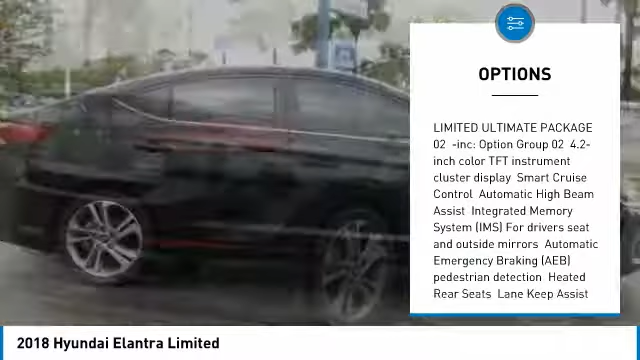 OPTIONS
LIMITED ULTIMATE PACKAGE
02 -inc: Option Group 02 4.2-
inch color TFT instrument
cluster display Smart Cruise
Control Automatic High Beam
Assist Integrated Memory
System (IMS) For drivers seat
and outside mirrors Automatic
Emergency Braking (AEB)
pedestrian detection Heated
Rear Seats Lane Keep Assist
2018 Hyundai Elantra Limited